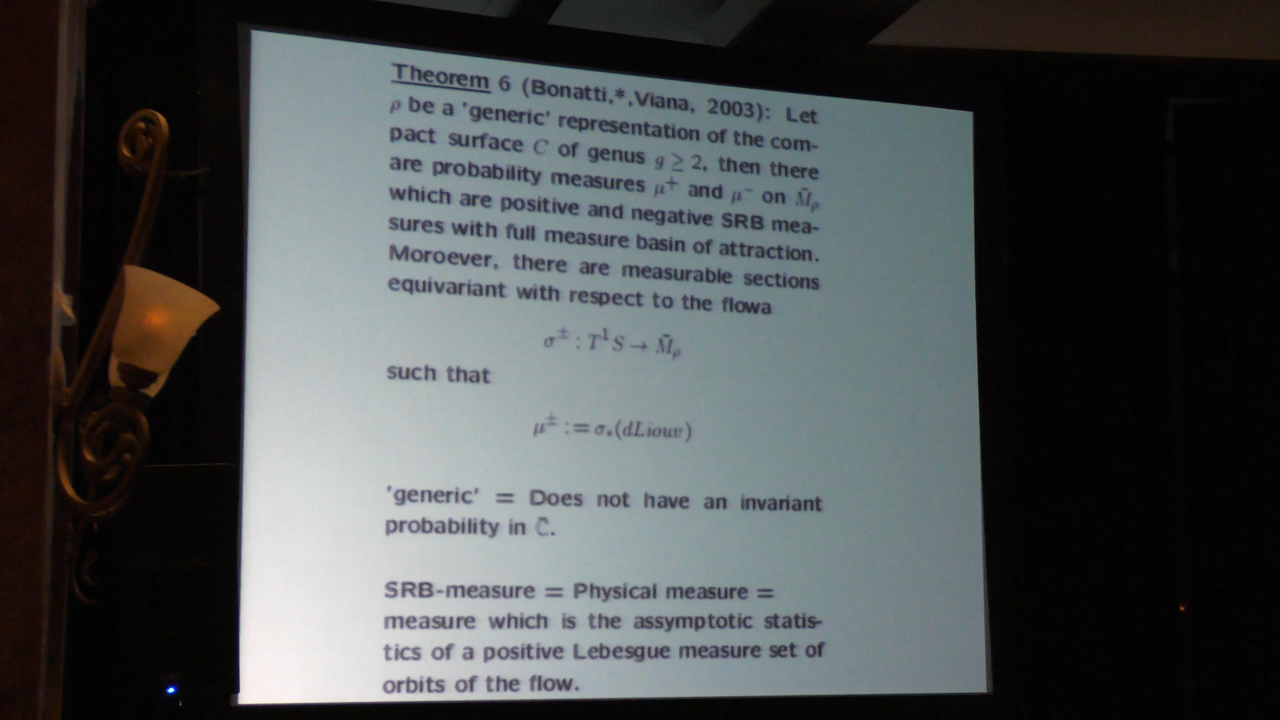 Theorem 6 (Bonatti,*,Viana, 2003): Let
ρ be a 'generic' representation of the com-
pact surface C of genus g ≥ 2, then there
are probability measures μ⁺ and μ⁻ on M̃ᵨ
which are positive and negative SRB mea-
sures with full measure basin of attraction.
Moroever, there are measurable sections
equivariant with respect to the flowa
σ± : T¹S → M̃ᵨ
such that
μ± := σ*(dLiouv)
'generic' = Does not have an invariant
probability in ℂ.
SRB-measure = Physical measure =
measure which is the assymptotic statis-
tics of a positive Lebesgue measure set of
orbits of the flow.